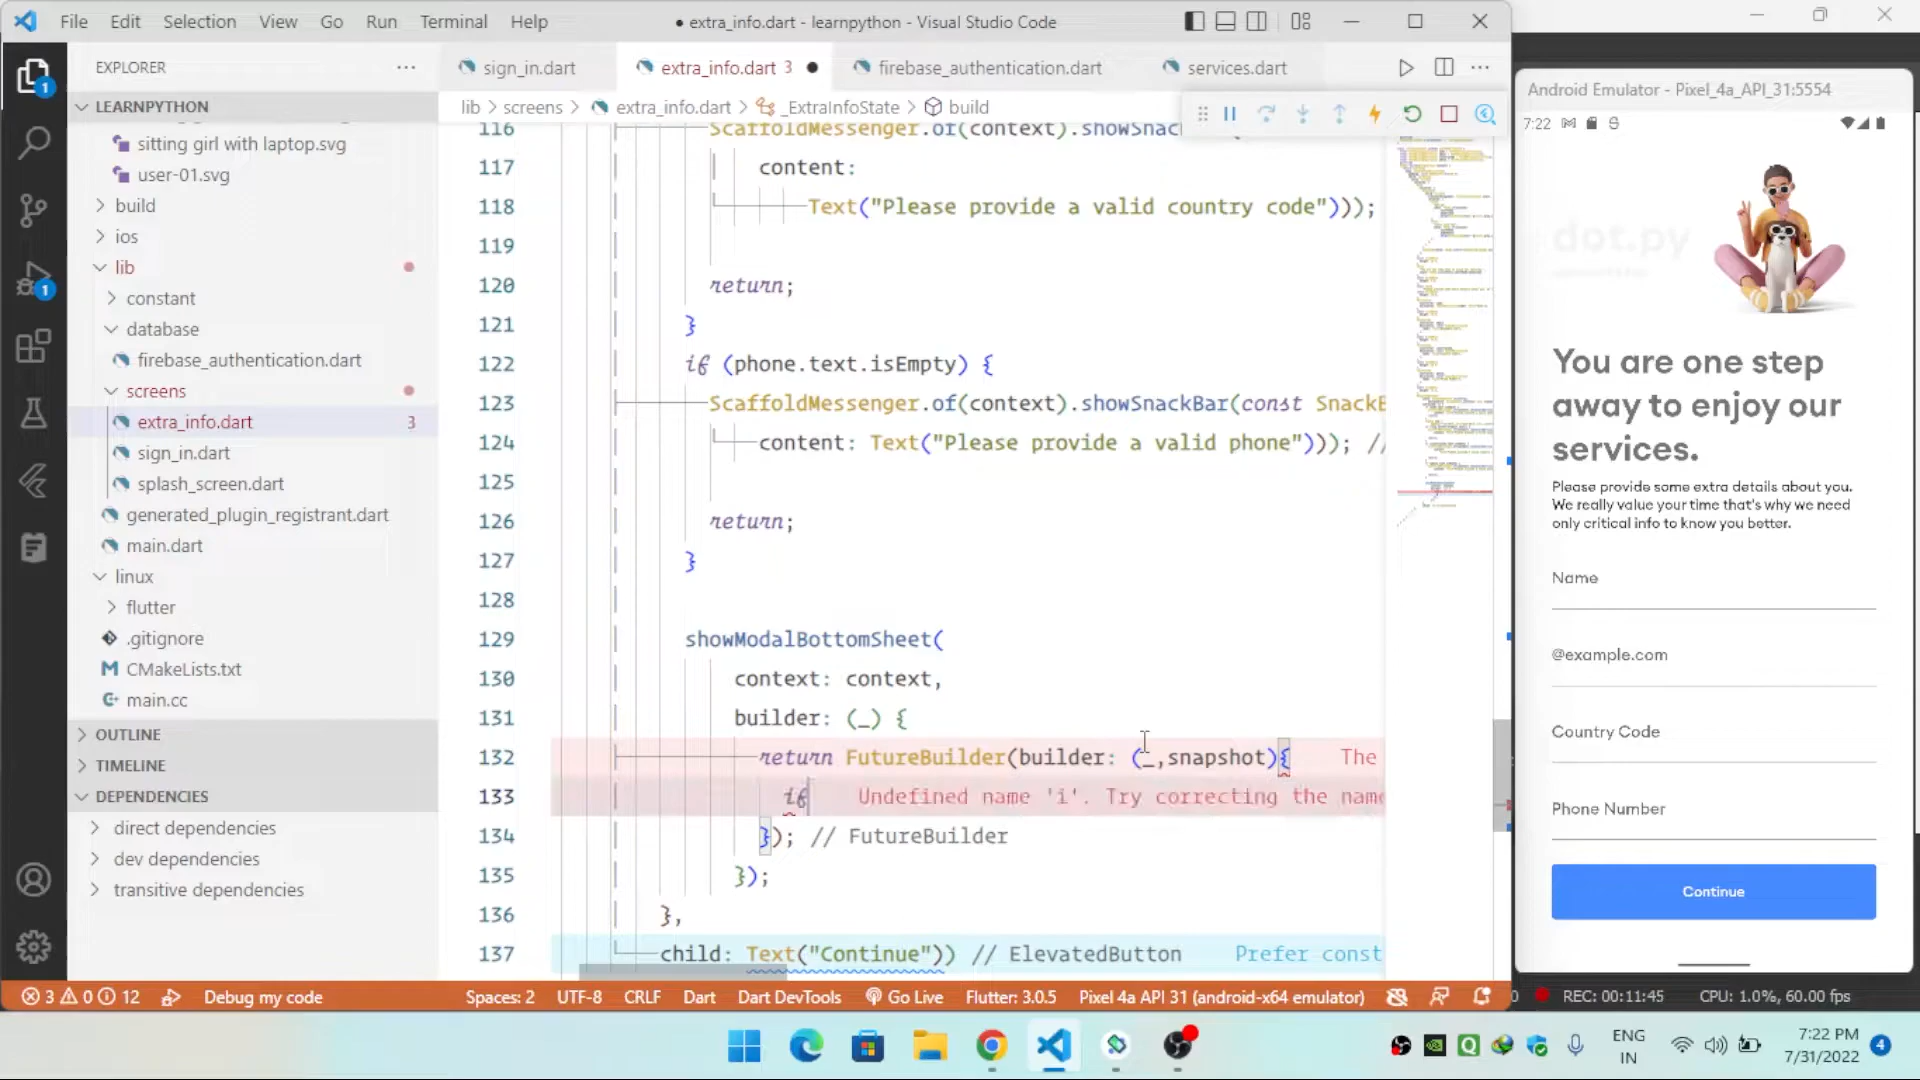 File Edit Selection View Go Run Terminal Help
● extra_info.dart - learnpython - Visual Studio Code
EXPLORER
LEARNPYTHON
sitting girl with laptop.svg
user-01.svg
build
ios
lib
constant
database
firebase_authentication.dart
screens
extra_info.dart 3
sign_in.dart
splash_screen.dart
generated_plugin_registrant.dart
main.dart
linux
flutter
.gitignore
CMakeLists.txt
main.cc
OUTLINE
TIMELINE
DEPENDENCIES
direct dependencies
dev dependencies
transitive dependencies
1
1
sign_in.dart
extra_info.dart 3
firebase_authentication.dart
services.dart
lib > screens > extra_info.dart > _ExtraInfoState > build
116 ScaffoldMessenger.of(context).showSnac
117 content:
118 Text("Please provide a valid country code")));
119
120 return;
121 }
122 if (phone.text.isEmpty) {
123 ScaffoldMessenger.of(context).showSnackBar(const SnackB
124 content: Text("Please provide a valid phone"))); //
125
126 return;
127 }
128
129 showModalBottomSheet(
130 context: context,
131 builder: (_) {
132 return FutureBuilder(builder: (_,snapshot){ The
133 if Undefined name 'i'. Try correcting the name
134 }); // FutureBuilder
135 });
136 },
137 child: Text("Continue")) // ElevatedButton Prefer const
3 0 12 Debug my code
Spaces: 2 UTF-8 CRLF Dart Dart DevTools Go Live Flutter: 3.0.5 Pixel 4a API 31 (android-x64 emulator)
Android Emulator - Pixel_4a_API_31:5554
7:22
dot.py
You are one step
away to enjoy our
services.
Please provide some extra details about you.
We really value your time that's why we need
only critical info to know you better.
Name
@example.com
Country Code
Phone Number
Continue
0 REC: 00:11:45 CPU: 1.0%, 60.00 fps
ENG
IN
7:22 PM
7/31/2022
4